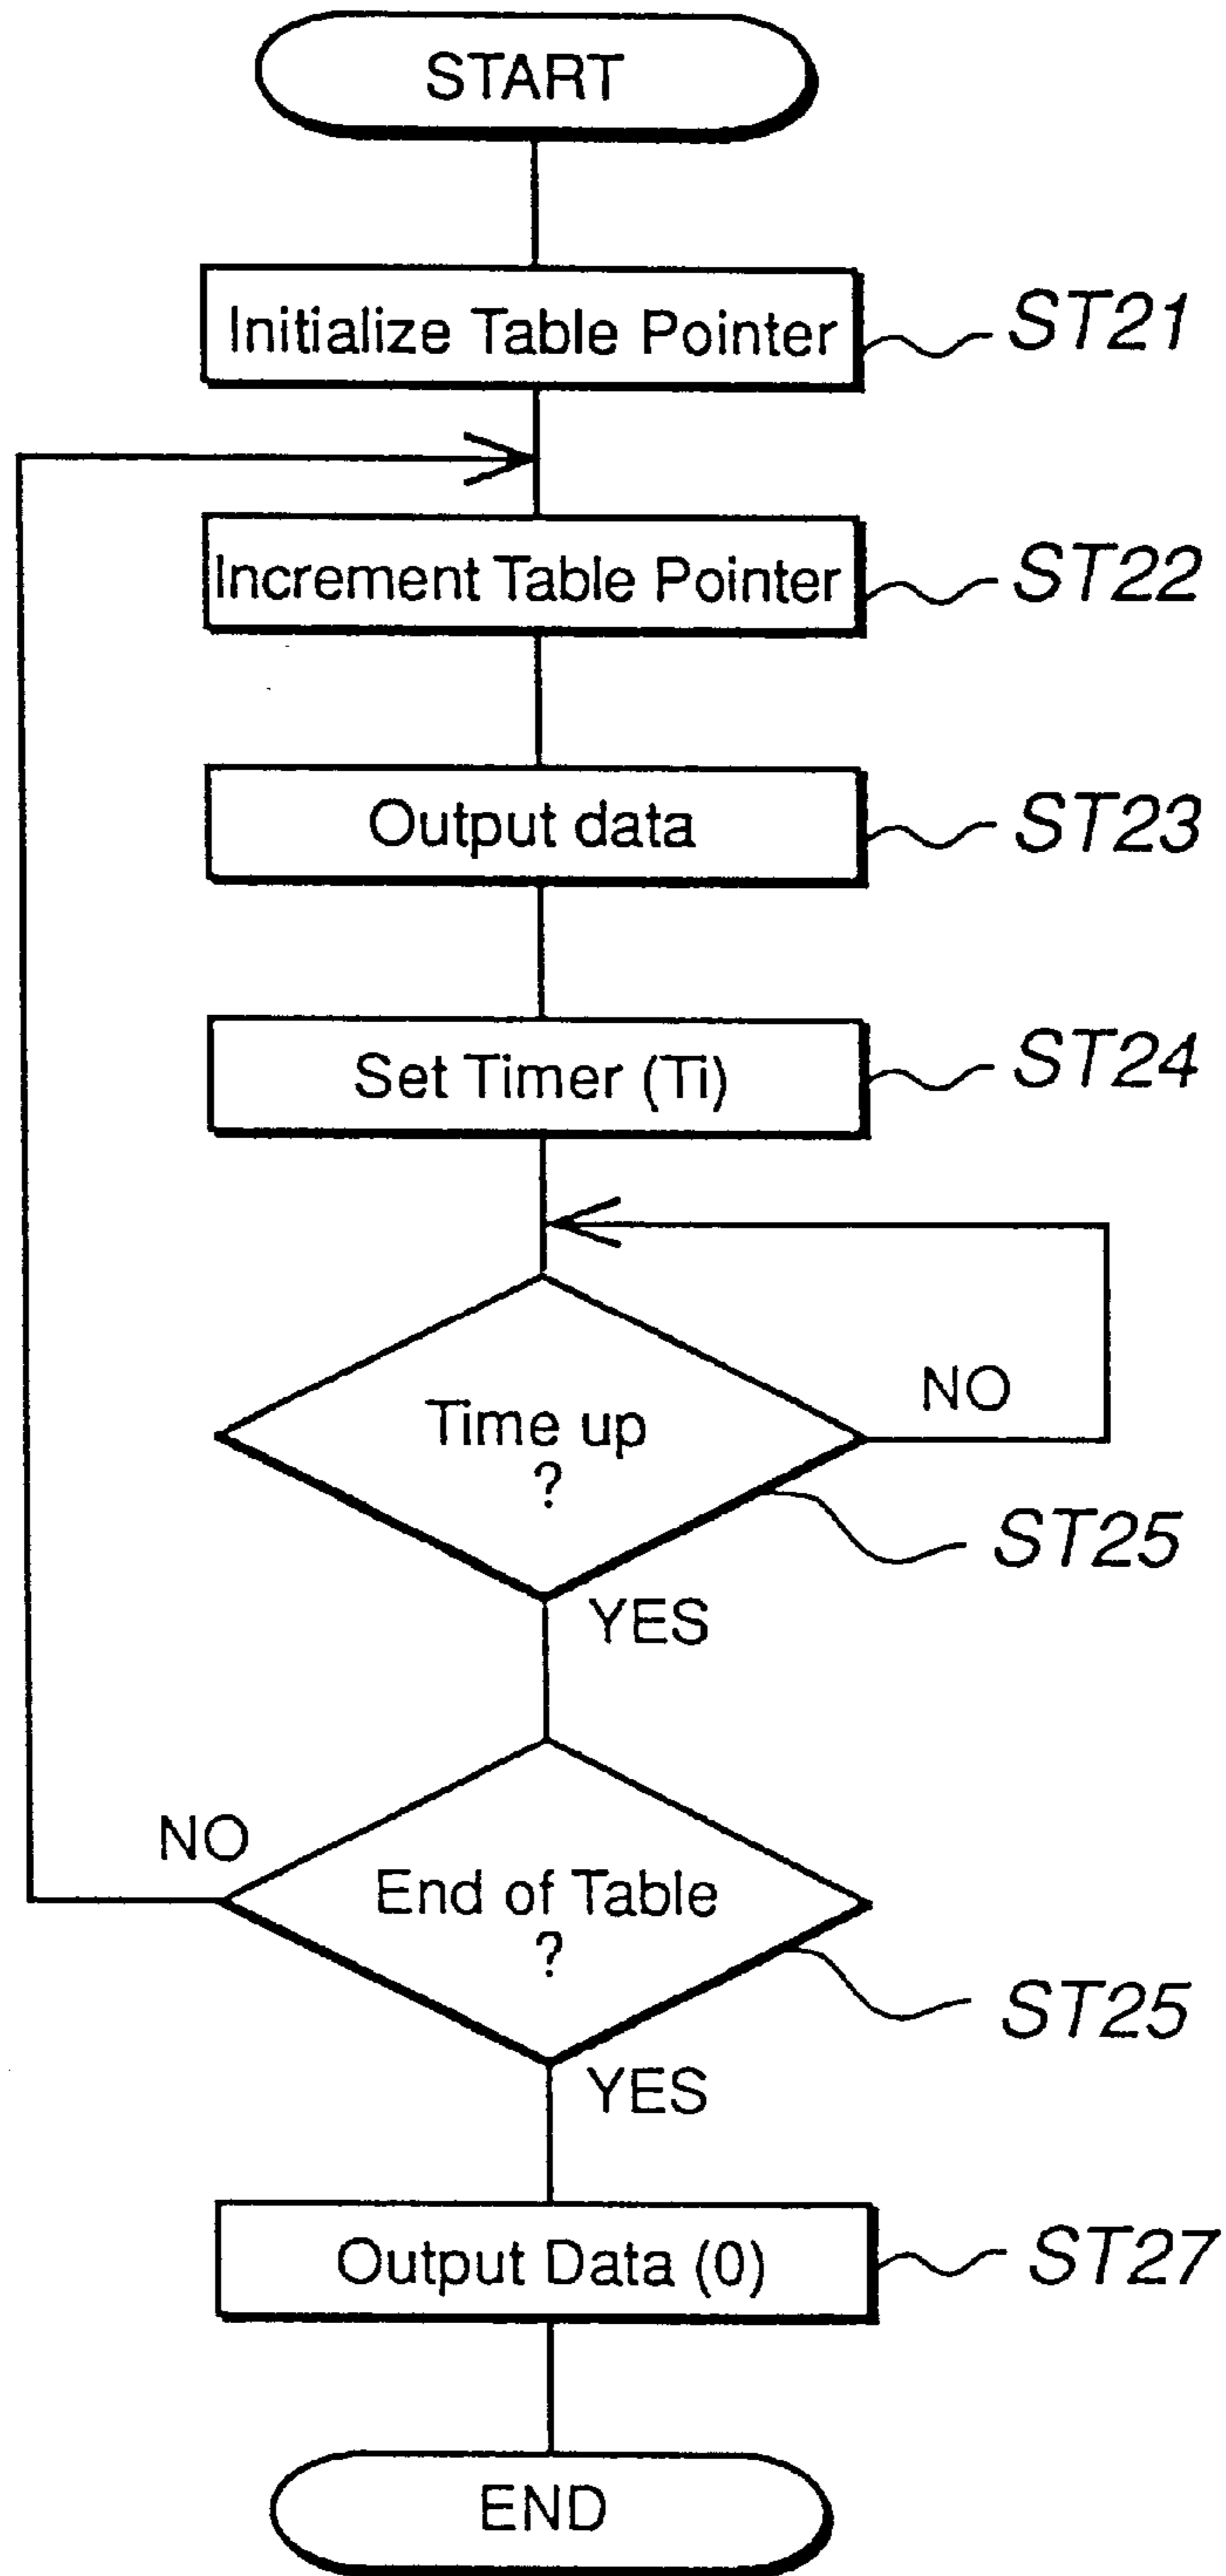 START
Initialize Table Pointer
ST21
Increment Table Pointer
ST22
Output data
ST23
Set Timer (Ti)
ST24
Time up
?
NO
ST25
YES
NO
End of Table
?
ST25
YES
Output Data (0)
ST27
END